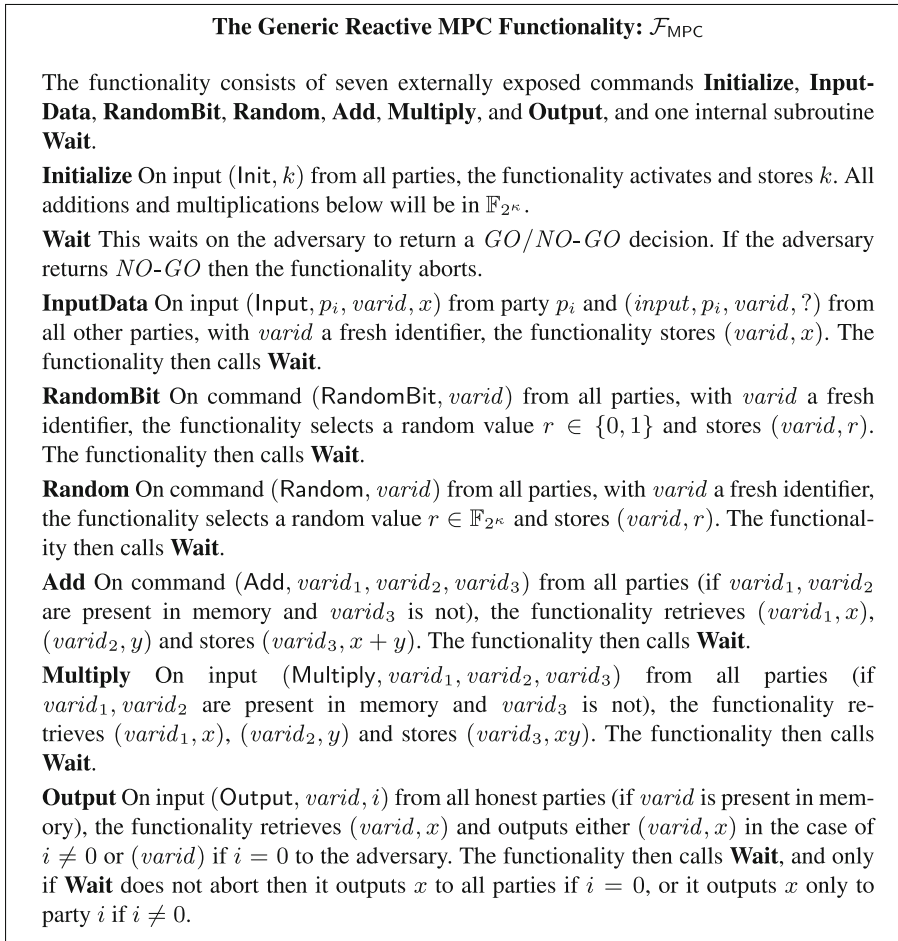 The Generic Reactive MPC Functionality: 𝓕_MPC
The functionality consists of seven externally exposed commands Initialize, Input-
Data, RandomBit, Random, Add, Multiply, and Output, and one internal subroutine
Wait.
Initialize On input (Init, k) from all parties, the functionality activates and stores k. All
additions and multiplications below will be in 𝔽_{2^κ}.
Wait This waits on the adversary to return a GO/NO-GO decision. If the adversary
returns NO-GO then the functionality aborts.
InputData On input (Input, p_i, varid, x) from party p_i and (input, p_i, varid, ?) from
all other parties, with varid a fresh identifier, the functionality stores (varid, x). The
functionality then calls Wait.
RandomBit On command (RandomBit, varid) from all parties, with varid a fresh
identifier, the functionality selects a random value r ∈ {0, 1} and stores (varid, r).
The functionality then calls Wait.
Random On command (Random, varid) from all parties, with varid a fresh identifier,
the functionality selects a random value r ∈ 𝔽_{2^κ} and stores (varid, r). The functional-
ity then calls Wait.
Add On command (Add, varid_1, varid_2, varid_3) from all parties (if varid_1, varid_2
are present in memory and varid_3 is not), the functionality retrieves (varid_1, x),
(varid_2, y) and stores (varid_3, x + y). The functionality then calls Wait.
Multiply On input (Multiply, varid_1, varid_2, varid_3) from all parties (if
varid_1, varid_2 are present in memory and varid_3 is not), the functionality re-
trieves (varid_1, x), (varid_2, y) and stores (varid_3, xy). The functionality then calls
Wait.
Output On input (Output, varid, i) from all honest parties (if varid is present in mem-
ory), the functionality retrieves (varid, x) and outputs either (varid, x) in the case of
i ≠ 0 or (varid) if i = 0 to the adversary. The functionality then calls Wait, and only
if Wait does not abort then it outputs x to all parties if i = 0, or it outputs x only to
party i if i ≠ 0.